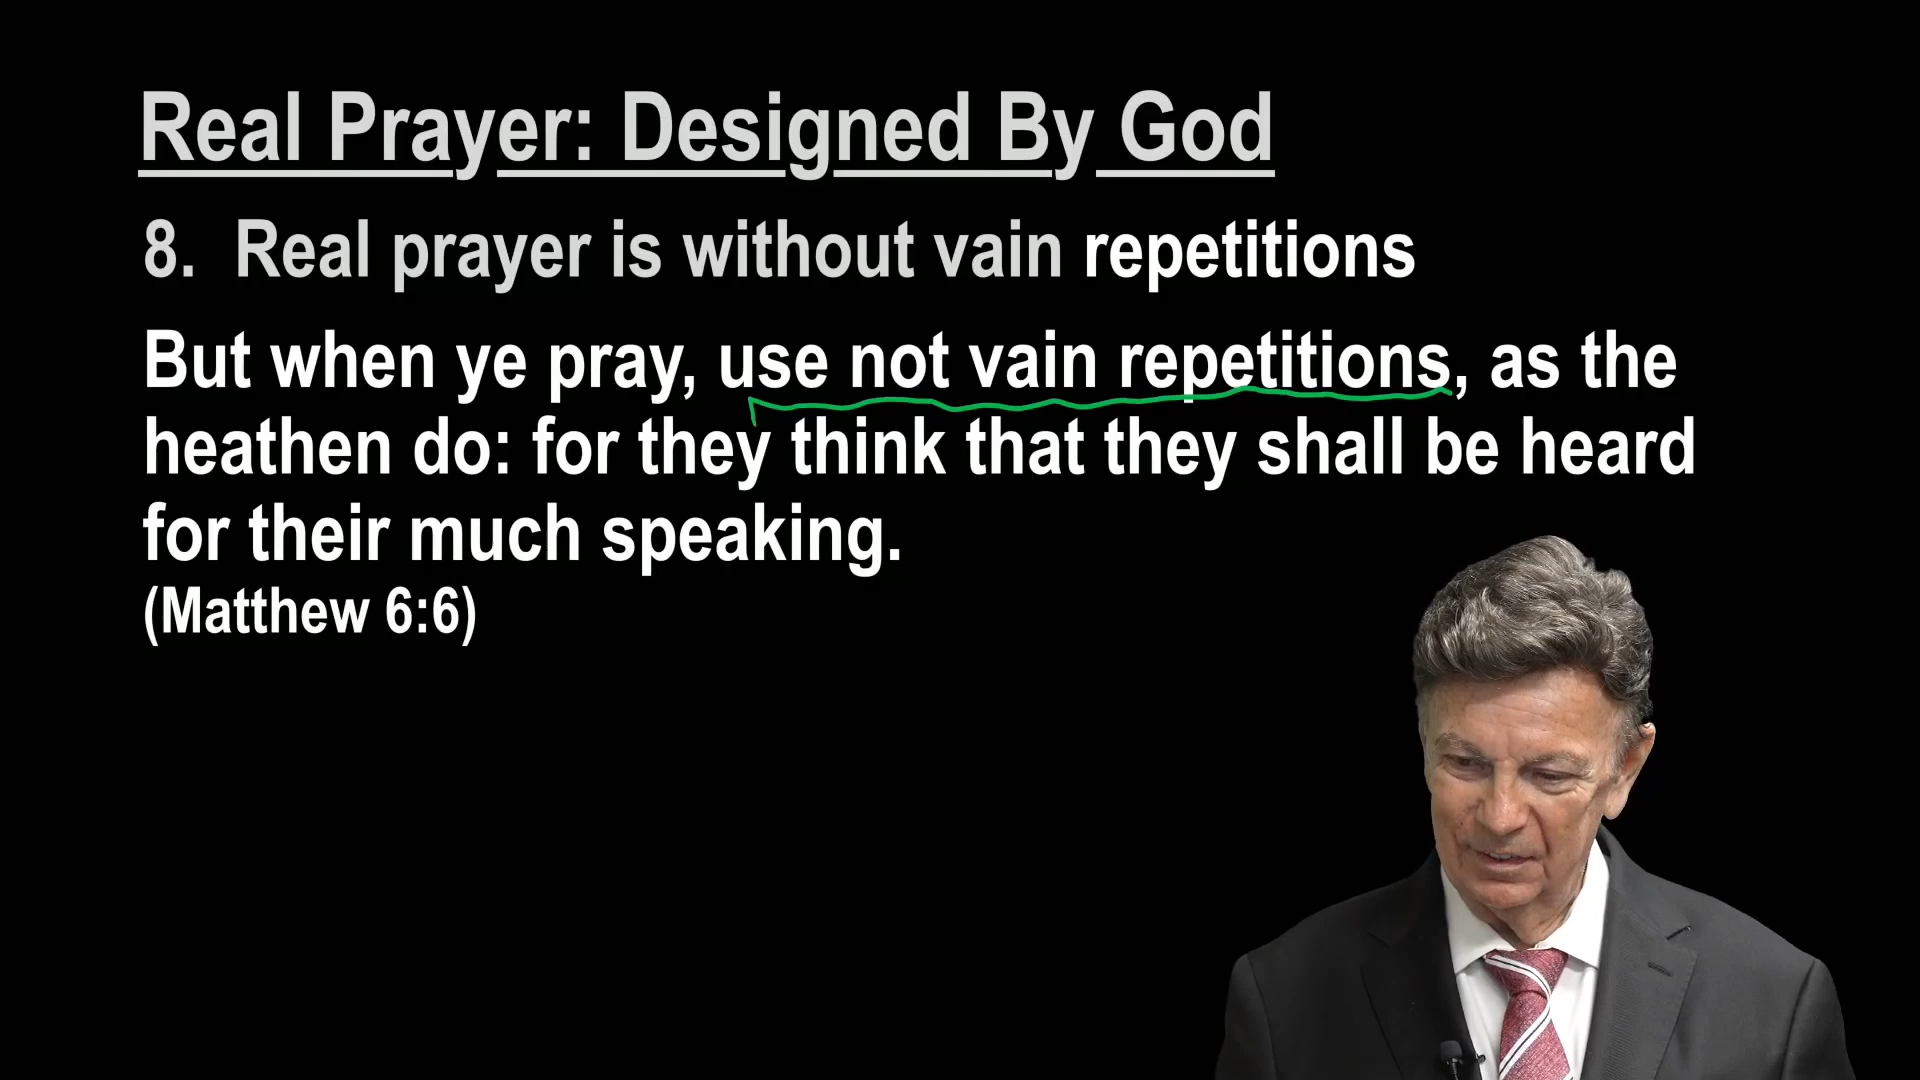 Real Prayer: Designed By God
8. Real prayer is without vain repetitions
But when ye pray, use not vain repetitions, as the
heathen do: for they think that they shall be heard
for their much speaking.
(Matthew 6:6)